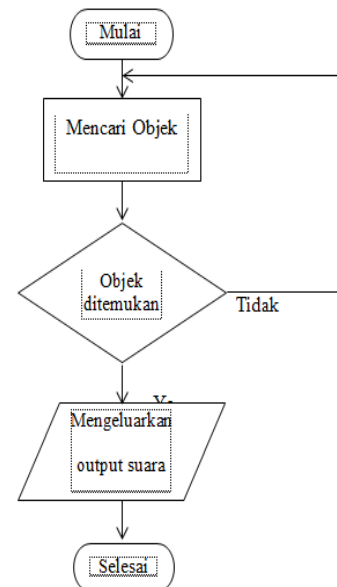 Mulai
Mencari Objek
Objek
ditemukan
Tidak
Mengeluarkan
output suara
Selesai